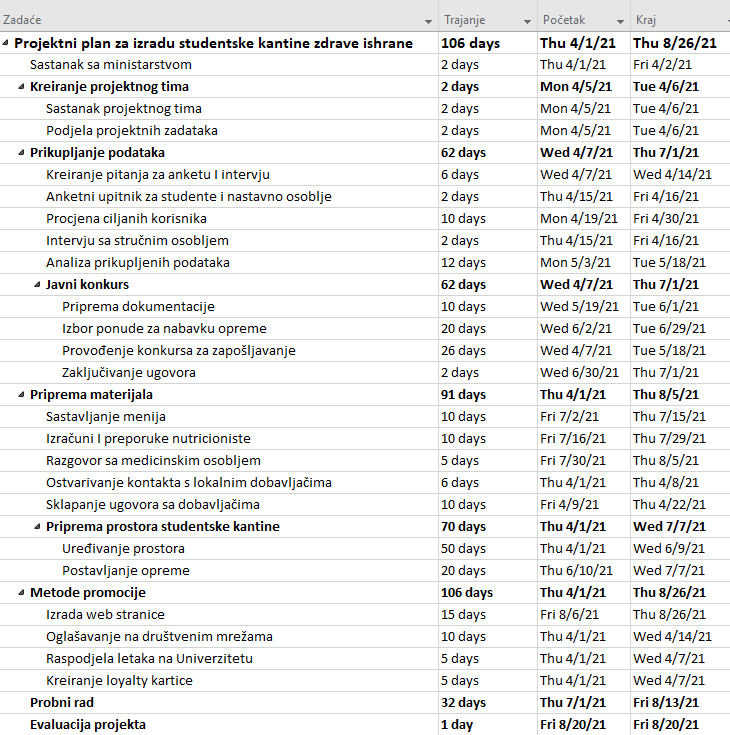 Zadaće Trajanje Početak Kraj
Projektni plan za izradu studentske kantine zdrave ishrane 106 days Thu 4/1/21 Thu 8/26/21
Sastanak sa ministarstvom 2 days Thu 4/1/21 Fri 4/2/21
Kreiranje projektnog tima 2 days Mon 4/5/21 Tue 4/6/21
Sastanak projektnog tima 2 days Mon 4/5/21 Tue 4/6/21
Podjela projektnih zadataka 2 days Mon 4/5/21 Tue 4/6/21
Prikupljanje podataka 62 days Wed 4/7/21 Thu 7/1/21
Kreiranje pitanja za anketu I intervju 6 days Wed 4/7/21 Wed 4/14/21
Anketni upitnik za studente i nastavno osoblje 2 days Thu 4/15/21 Fri 4/16/21
Procjena ciljanih korisnika 10 days Mon 4/19/21 Fri 4/30/21
Intervju sa stručnim osobljem 2 days Thu 4/15/21 Fri 4/16/21
Analiza prikupljenih podataka 12 days Mon 5/3/21 Tue 5/18/21
Javni konkurs 62 days Wed 4/7/21 Thu 7/1/21
Priprema dokumentacije 10 days Wed 5/19/21 Tue 6/1/21
Izbor ponude za nabavku opreme 20 days Wed 6/2/21 Tue 6/29/21
Provođenje konkursa za zapošljavanje 26 days Wed 4/7/21 Tue 5/18/21
Zaključivanje ugovora 2 days Wed 6/30/21 Thu 7/1/21
Priprema materijala 91 days Thu 4/1/21 Thu 8/5/21
Sastavljanje menija 10 days Fri 7/2/21 Thu 7/15/21
Izračuni I preporuke nutricioniste 10 days Fri 7/16/21 Thu 7/29/21
Razgovor sa medicinskim osobljem 5 days Fri 7/30/21 Thu 8/5/21
Ostvarivanje kontakta s lokalnim dobavljačima 6 days Thu 4/1/21 Thu 4/8/21
Sklapanje ugovora sa dobavljačima 10 days Fri 4/9/21 Thu 4/22/21
Priprema prostora studentske kantine 70 days Thu 4/1/21 Wed 7/7/21
Uređivanje prostora 50 days Thu 4/1/21 Wed 6/9/21
Postavljanje opreme 20 days Thu 6/10/21 Wed 7/7/21
Metode promocije 106 days Thu 4/1/21 Thu 8/26/21
Izrada web stranice 15 days Fri 8/6/21 Thu 8/26/21
Oglašavanje na društvenim mrežama 10 days Thu 4/1/21 Wed 4/14/21
Raspodjela letaka na Univerzitetu 5 days Thu 4/1/21 Wed 4/7/21
Kreiranje loyalty kartice 5 days Thu 4/1/21 Wed 4/7/21
Probni rad 32 days Thu 7/1/21 Fri 8/13/21
Evaluacija projekta 1 day Fri 8/20/21 Fri 8/20/21